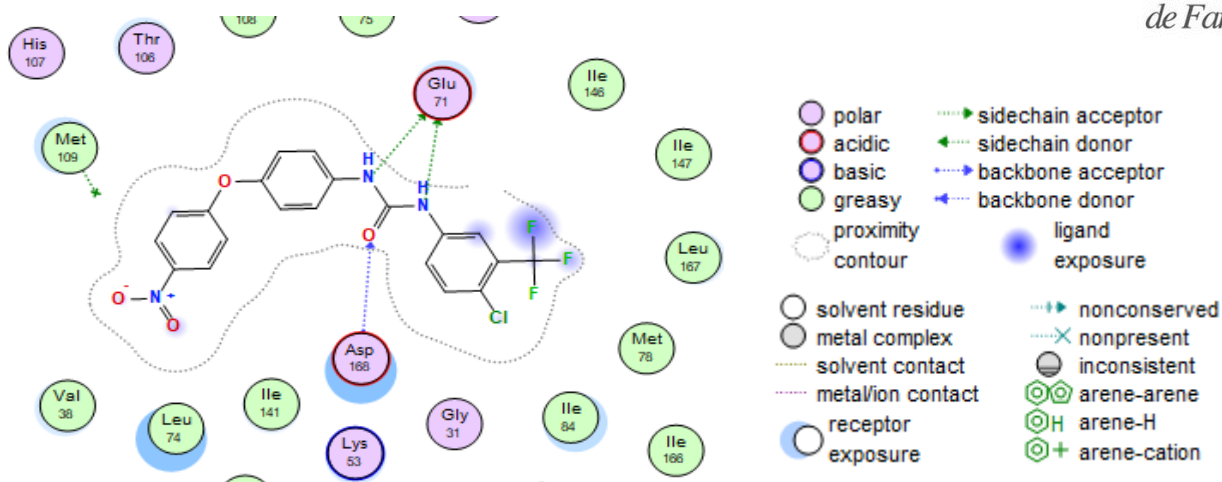 de Far
108
75
His
107
Thr
106
Glu
71
Ile
146
Met
109
Ile
147
Leu
167
Met
78
Asp
168
Val
38
Leu
74
Ile
141
Lys
53
Gly
31
Ile
84
Ile
166
H
N
H
N
O
O
O-
N+
O
F
F
F
Cl
polar
acidic
basic
greasy
proximity
contour
sidechain acceptor
sidechain donor
backbone acceptor
backbone donor
ligand
exposure
solvent residue
metal complex
solvent contact
metal/ion contact
receptor
exposure
nonconserved
nonpresent
inconsistent
arene-arene
H arene-H
+ arene-cation